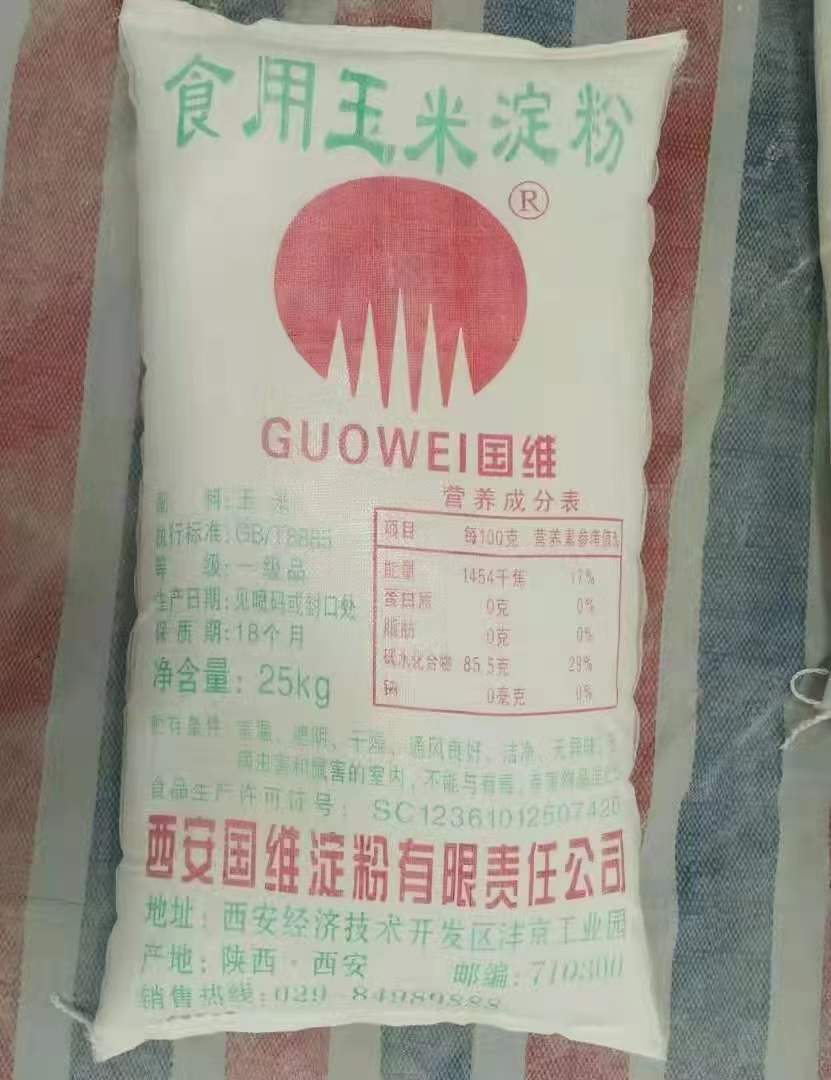 食用玉米淀粉
®
GUOWEI国维
配 料:玉 米
执行标准:GB/T8885
等 级:一级品
生产日期:见喷码或封口处
保 质 期:18个月
净含量: 25kg
营养成分表
项目 每100克 营养素参考值%
能量 1454千焦 17%
蛋白质 0克 0%
脂肪 0克 0%
碳水化合物 85.5克 29%
钠 0毫克 0%
贮存条件:常温、遮阴、干燥、通风良好、洁净、无异味、
虫害和鼠害的室内,不能与有毒、有害物品
食品生产许可证号: SC12361012507420
西安国维淀粉有限责任公司
地址:西安经济技术开发区沣京工业园
产地:陕西·西安 邮编:710300
销售热线:029-84989888